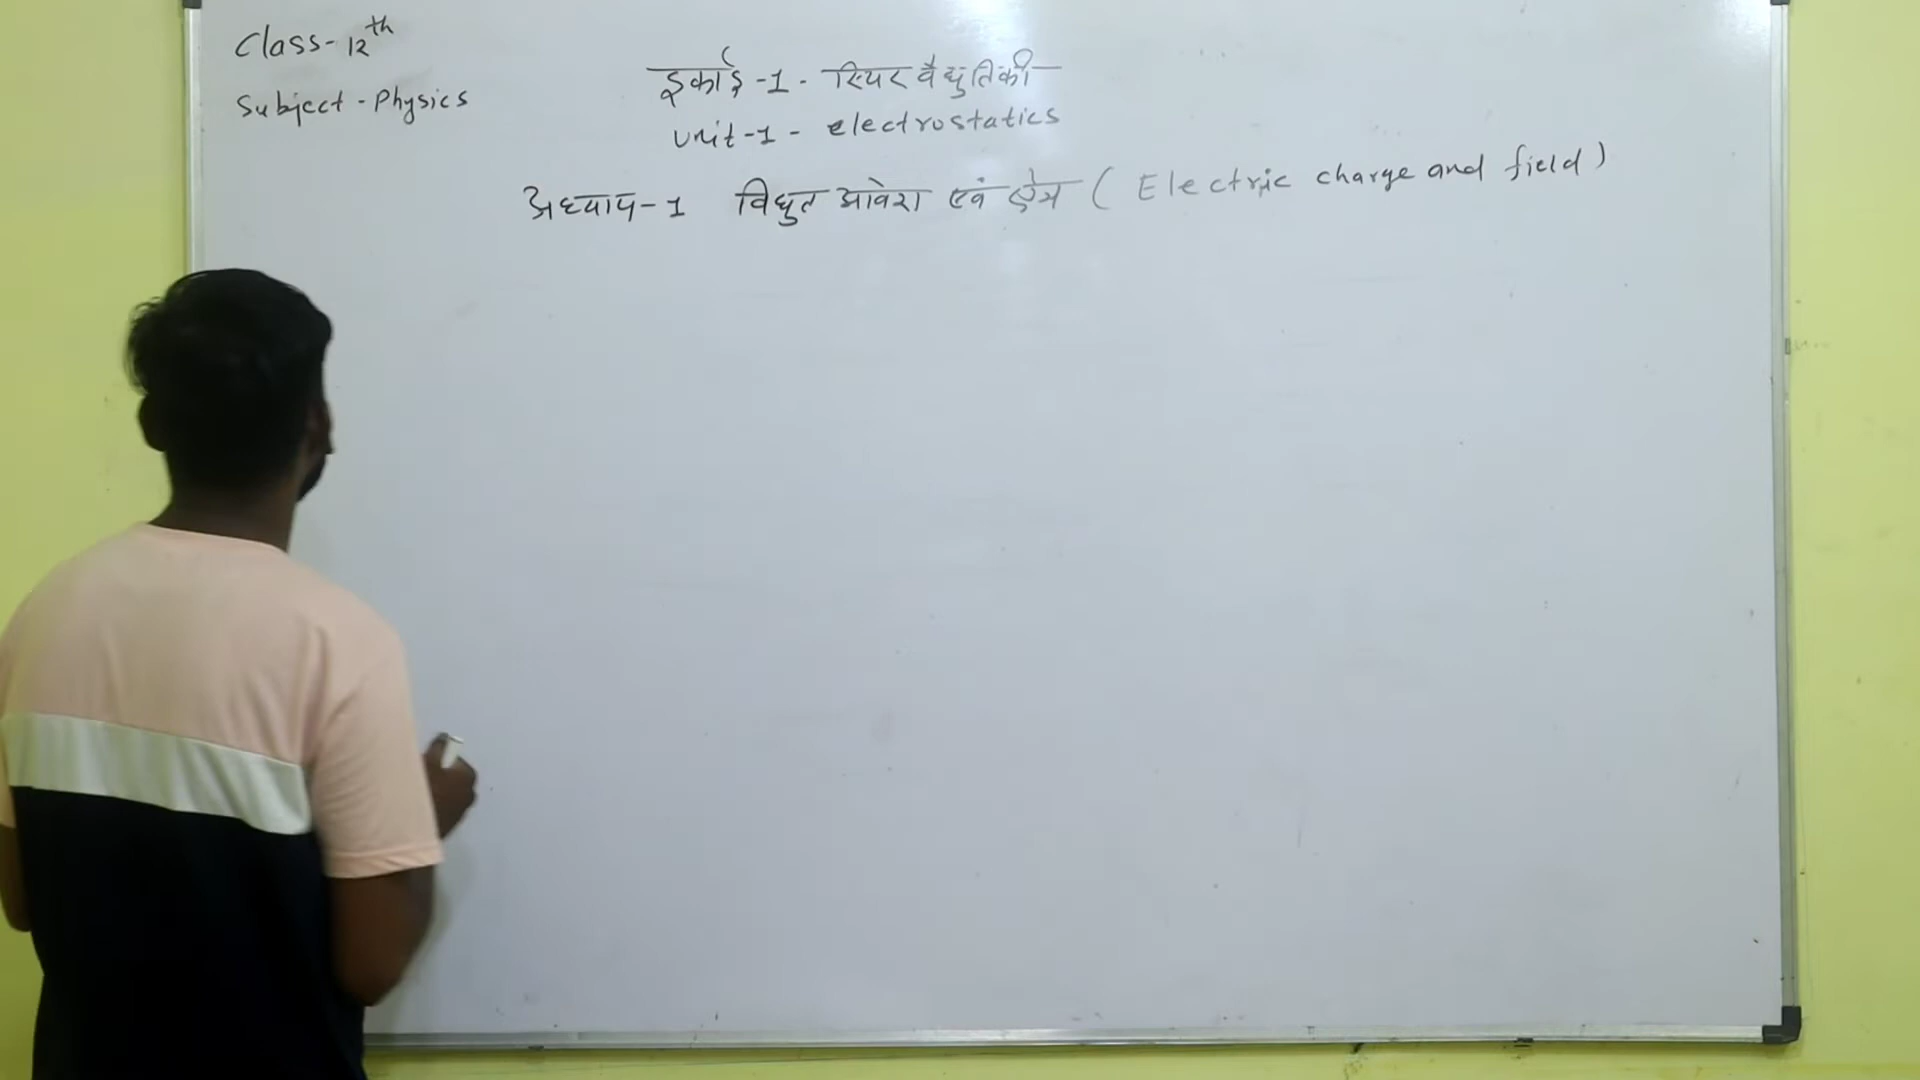 Class-12th
Subject - Physics
इकाई -1 - स्थिर वैद्युतिकी
unit-1 - electrostatics
अध्याय-1 विद्युत आवेश एवं क्षेत्र ( Electric charge and field )